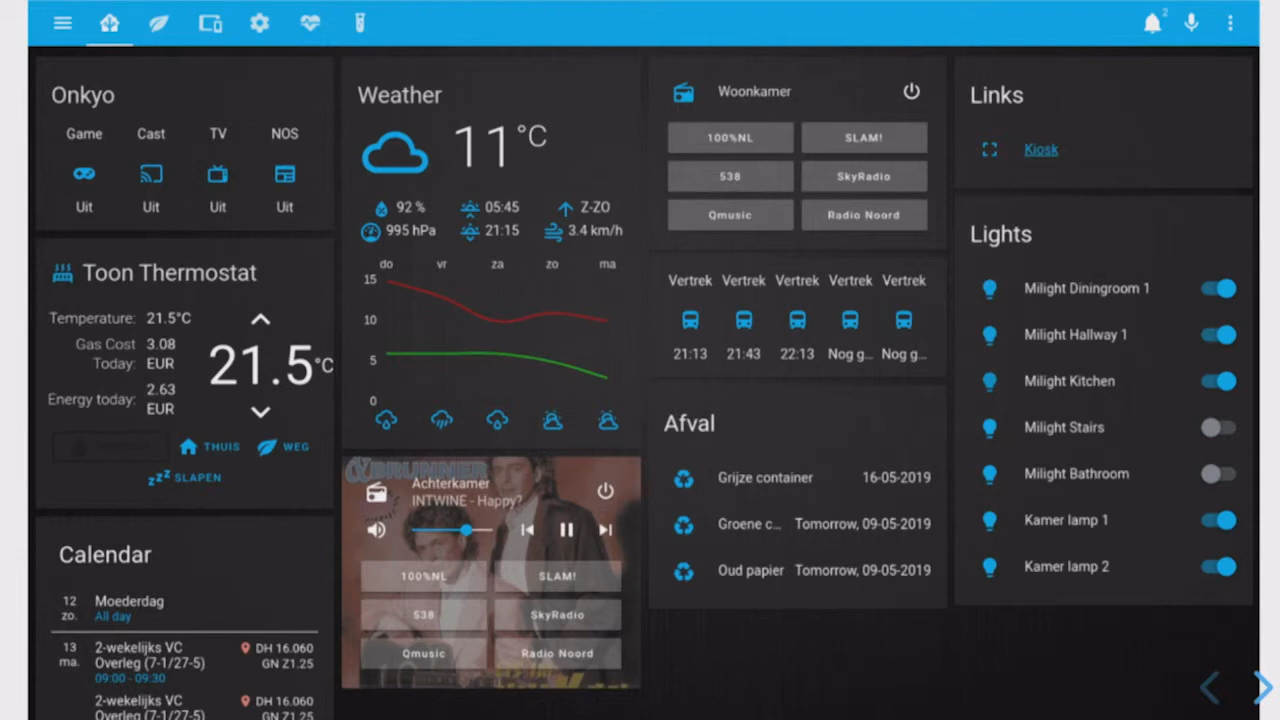 2
Onkyo
Game Cast TV NOS
Uit Uit Uit Uit
Toon Thermostat
Temperature: 21.5°C
Gas Cost Today: 3.08 EUR
Energy today: 2.63 EUR
21.5 °C
THUIS WEG
SLAPEN
Calendar
12 zo. Moederdag
All day
13 ma. 2-wekelijks VC
Overleg (7-1/27-5)
09:00 - 09:30
DH 16.060
GN Z1.25
2-wekelijks VC
Overleg (7-1/27-5)
DH 16.060
GN Z1.25
Weather
11 °C
92 % 05:45 Z-ZO
995 hPa 21:15 3.4 km/h
do vr za zo ma
15
10
5
0
BRUNNER
Achterkamer
INTWINE - Happy?
100%NL SLAM!
538 SkyRadio
Qmusic Radio Noord
Woonkamer
100%NL SLAM!
538 SkyRadio
Qmusic Radio Noord
Vertrek Vertrek Vertrek Vertrek Vertrek
21:13 21:43 22:13 Nog g... Nog g...
Afval
Grijze container 16-05-2019
Groene c... Tomorrow, 09-05-2019
Oud papier Tomorrow, 09-05-2019
Links
Kiosk
Lights
Milight Diningroom 1
Milight Hallway 1
Milight Kitchen
Milight Stairs
Milight Bathroom
Kamer lamp 1
Kamer lamp 2